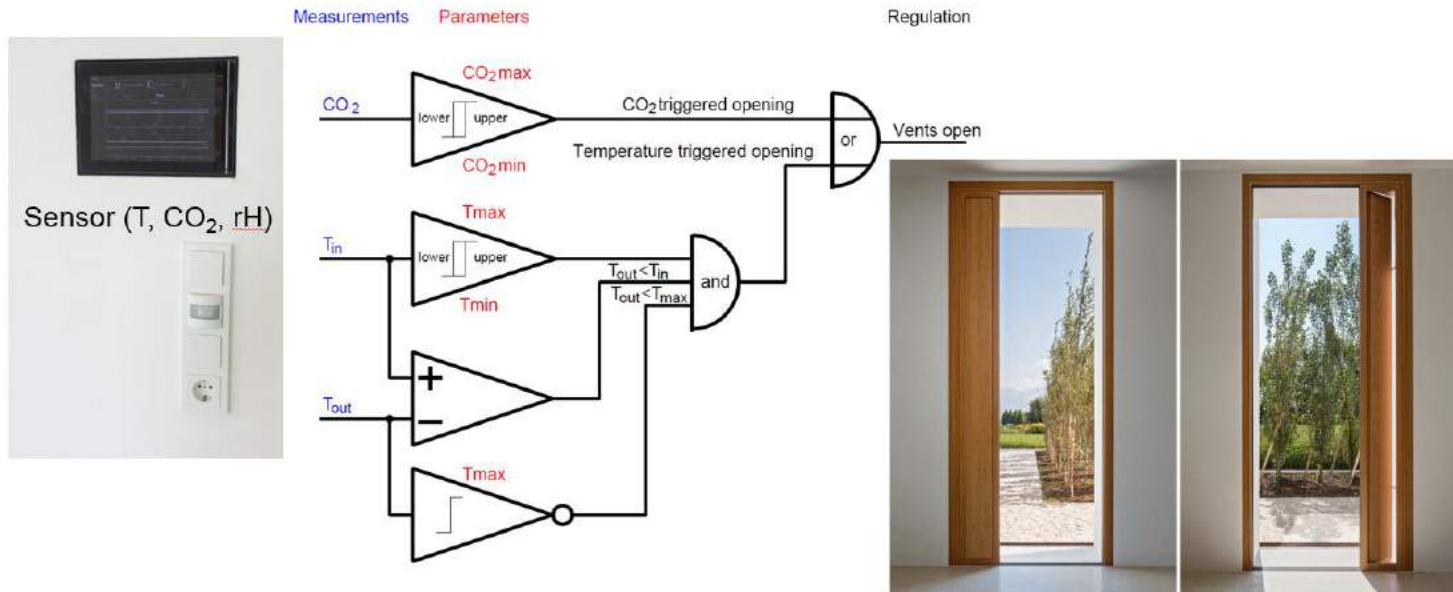 Measurements Parameters Regulation
Sensor (T, CO₂, rH)
CO₂
CO₂max
lower upper
CO₂min
CO₂ triggered opening
Temperature triggered opening
or
Vents open
Tin
Tmax
lower upper
Tmin
Tout<Tin
Tout<Tmax
and
+
−
Tout
Tmax